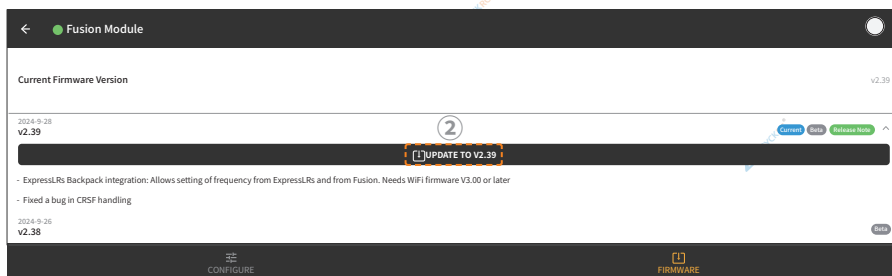 Fusion Module
Current Firmware Version
v2.39
2024-9-28
v2.39
2
Current
Beta
Release Note
UPDATE TO V2.39
- ExpressLRs Backpack integration: Allows setting of frequency from ExpressLRs and from Fusion. Needs WiFi firmware V3.00 or later
- Fixed a bug in CRSF handling
2024-9-26
v2.38
Beta
CONFIGURE
FIRMWARE